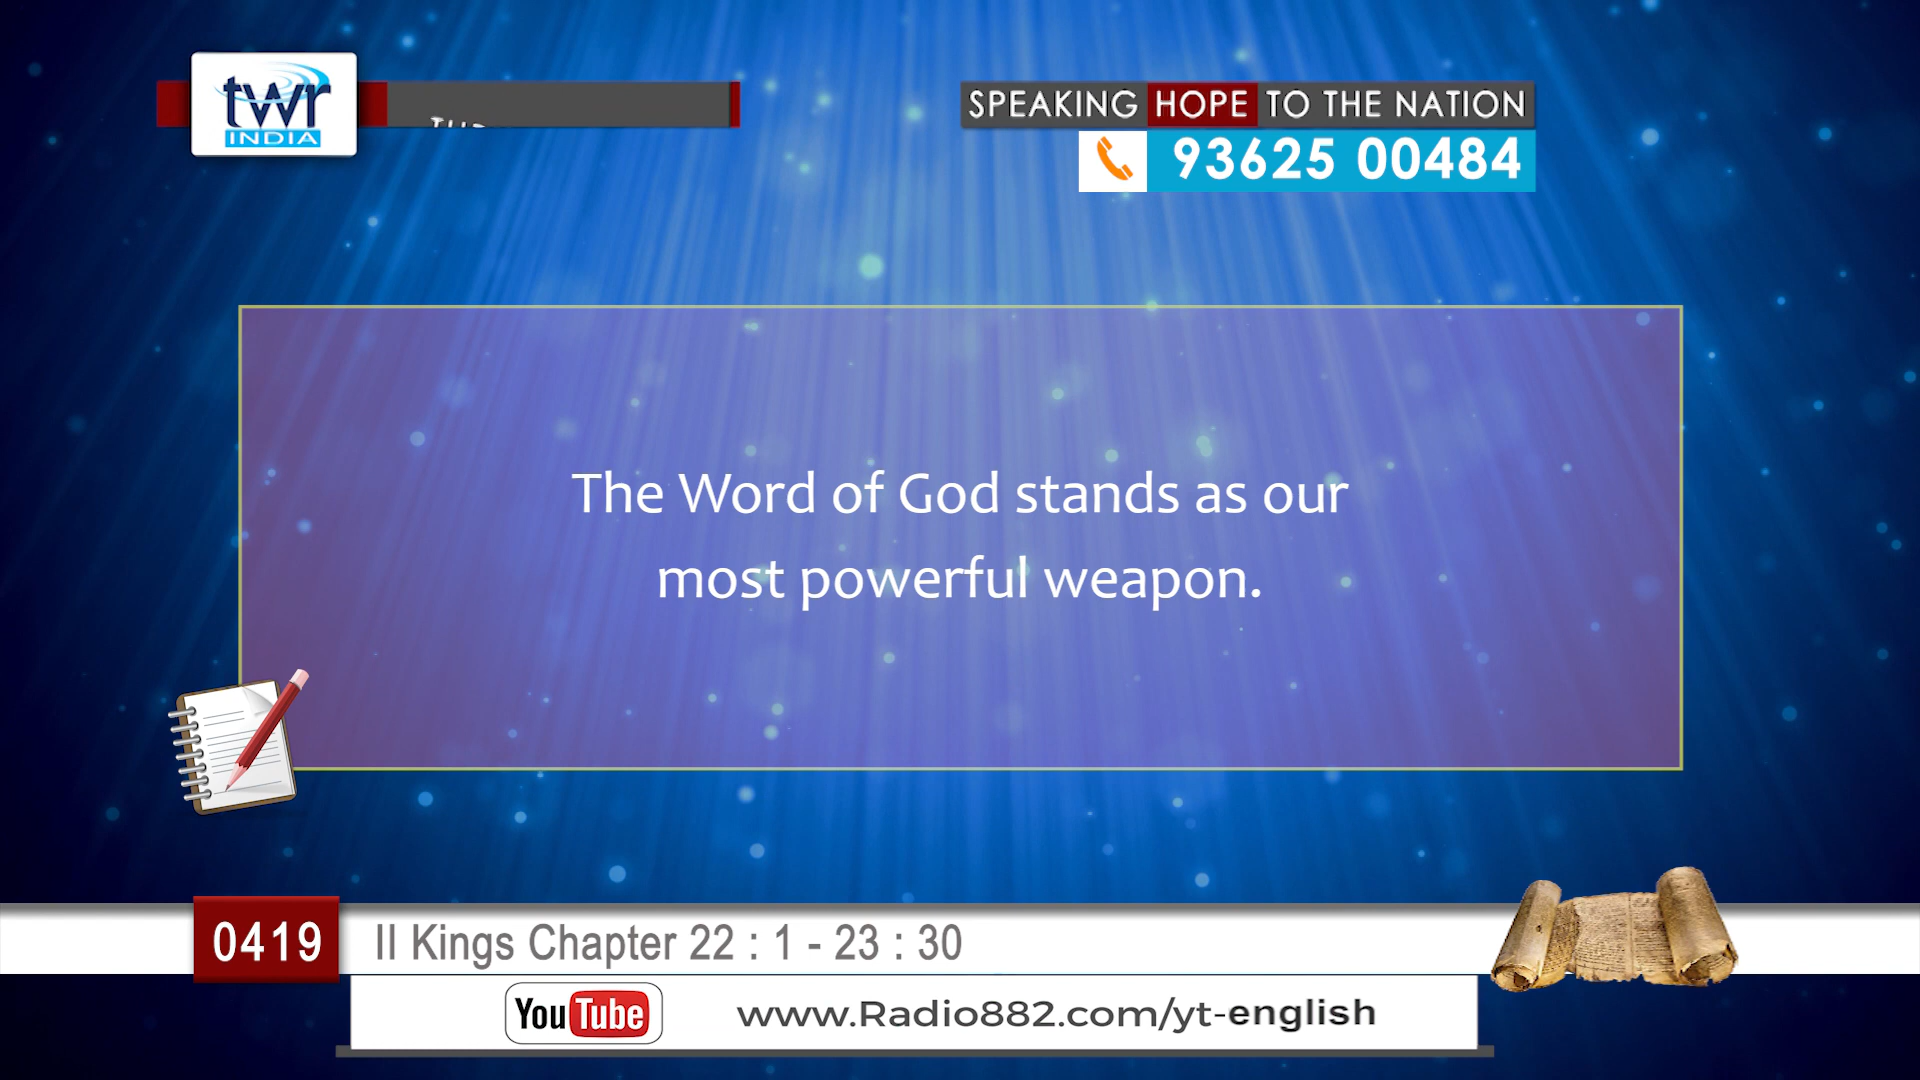 twr
INDIA
SPEAKING HOPE TO THE NATION
93625 00484
The Word of God stands as our
most powerful weapon.
0419
II Kings Chapter 22 : 1 - 23 : 30
YouTube
www.Radio882.com/yt-english